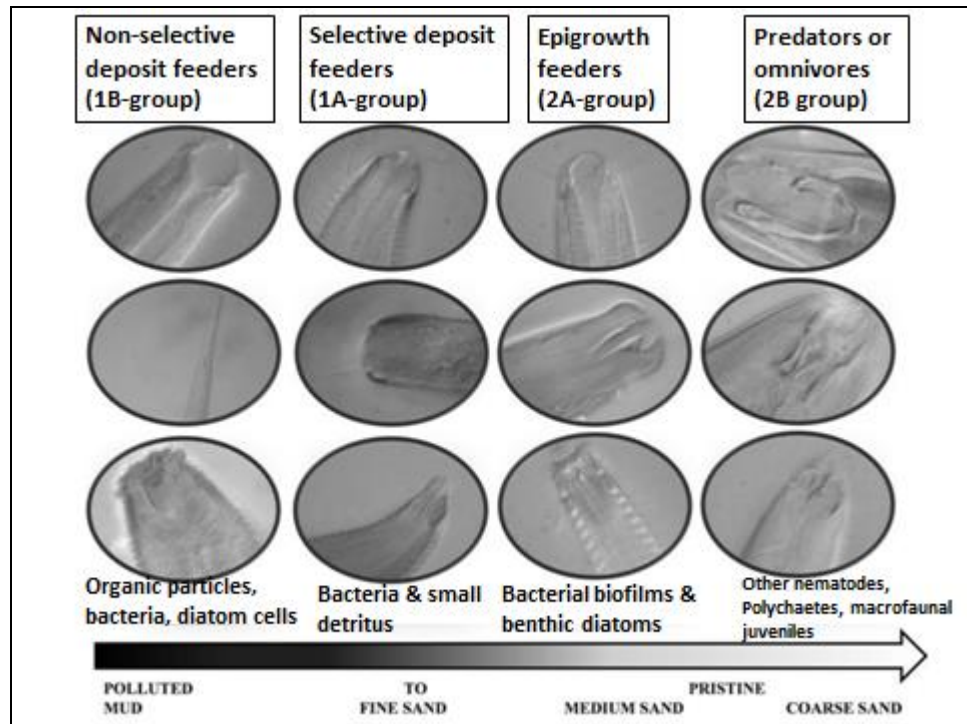 Non-selective
deposit feeders
(1B-group)
Selective deposit
feeders
(1A-group)
Epigrowth
feeders
(2A-group)
Predators or
omnivores
(2B group)
Organic particles,
bacteria, diatom cells
Bacteria & small
detritus
Bacterial biofilms &
benthic diatoms
Other nematodes,
Polychaetes, macrofaunal
juveniles
POLLUTED TO PRISTINE
MUD FINE SAND MEDIUM SAND COARSE SAND